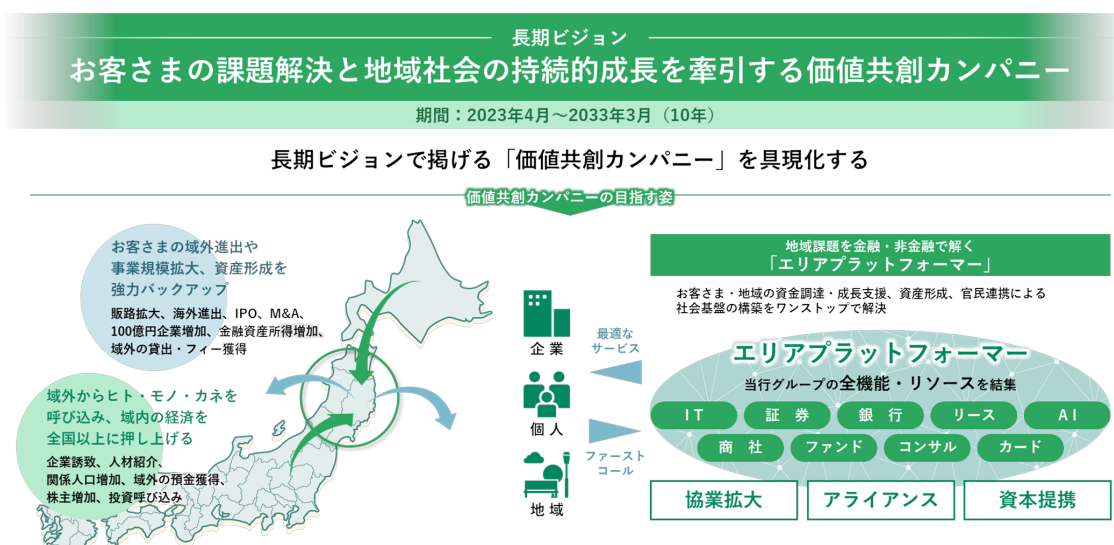 長期ビジョン
お客さまの課題解決と地域社会の持続的成長を牽引する価値共創カンパニー
期間：2023年4月～2033年3月（10年）
長期ビジョンで掲げる「価値共創カンパニー」を具現化する
価値共創カンパニーの目指す姿
お客さまの域外進出や
事業規模拡大、資産形成を
強力バックアップ
販路拡大、海外進出、IPO、M&A、
100億円企業増加、金融資産所得増加、
域外の貸出・フィー獲得
域外からヒト・モノ・カネを
呼び込み、域内の経済を
全国以上に押し上げる
企業誘致、人材紹介、
関係人口増加、域外の預金獲得、
株主増加、投資呼び込み
企業
個人
地域
最適な
サービス
ファースト
コール
地域課題を金融・非金融で解く
「エリアプラットフォーマー」
お客さま・地域の資金調達・成長支援、資産形成、官民連携による
社会基盤の構築をワンストップで解決
エリアプラットフォーマー
当行グループの全機能・リソースを結集
IT 証券 銀行 リース AI
商社 ファンド コンサル カード
協業拡大 アライアンス 資本提携